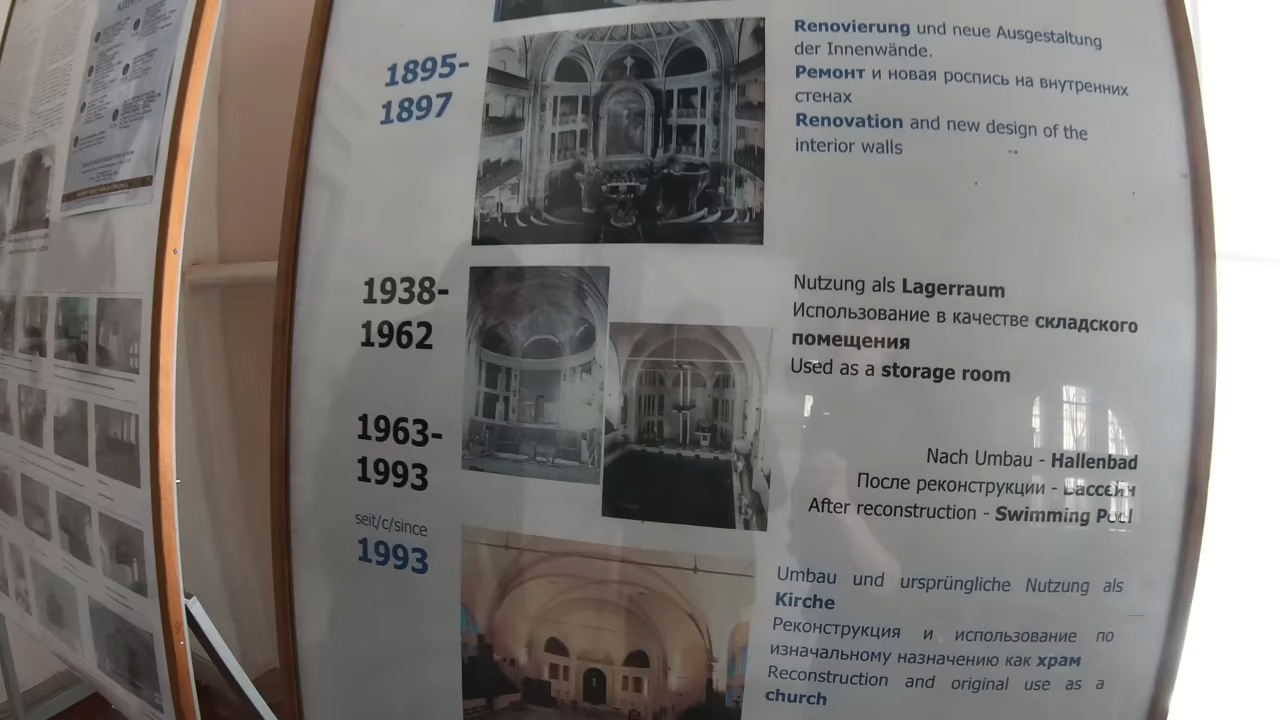 1895-
1897
Renovierung und neue Ausgestaltung
der Innenwände.
Ремонт и новая роспись на внутренних
стенах
Renovation and new design of the
interior walls
1938-
1962
Nutzung als Lagerraum
Использование в качестве складского
помещения
Used as a storage room
1963-
1993
Nach Umbau - Hallenbad
После реконструкции - Бассейн
After reconstruction - Swimming Pool
seit/с/since
1993
Umbau und ursprüngliche Nutzung als
Kirche
Реконструкция и использование по
изначальному назначению как храм
Reconstruction and original use as a
church